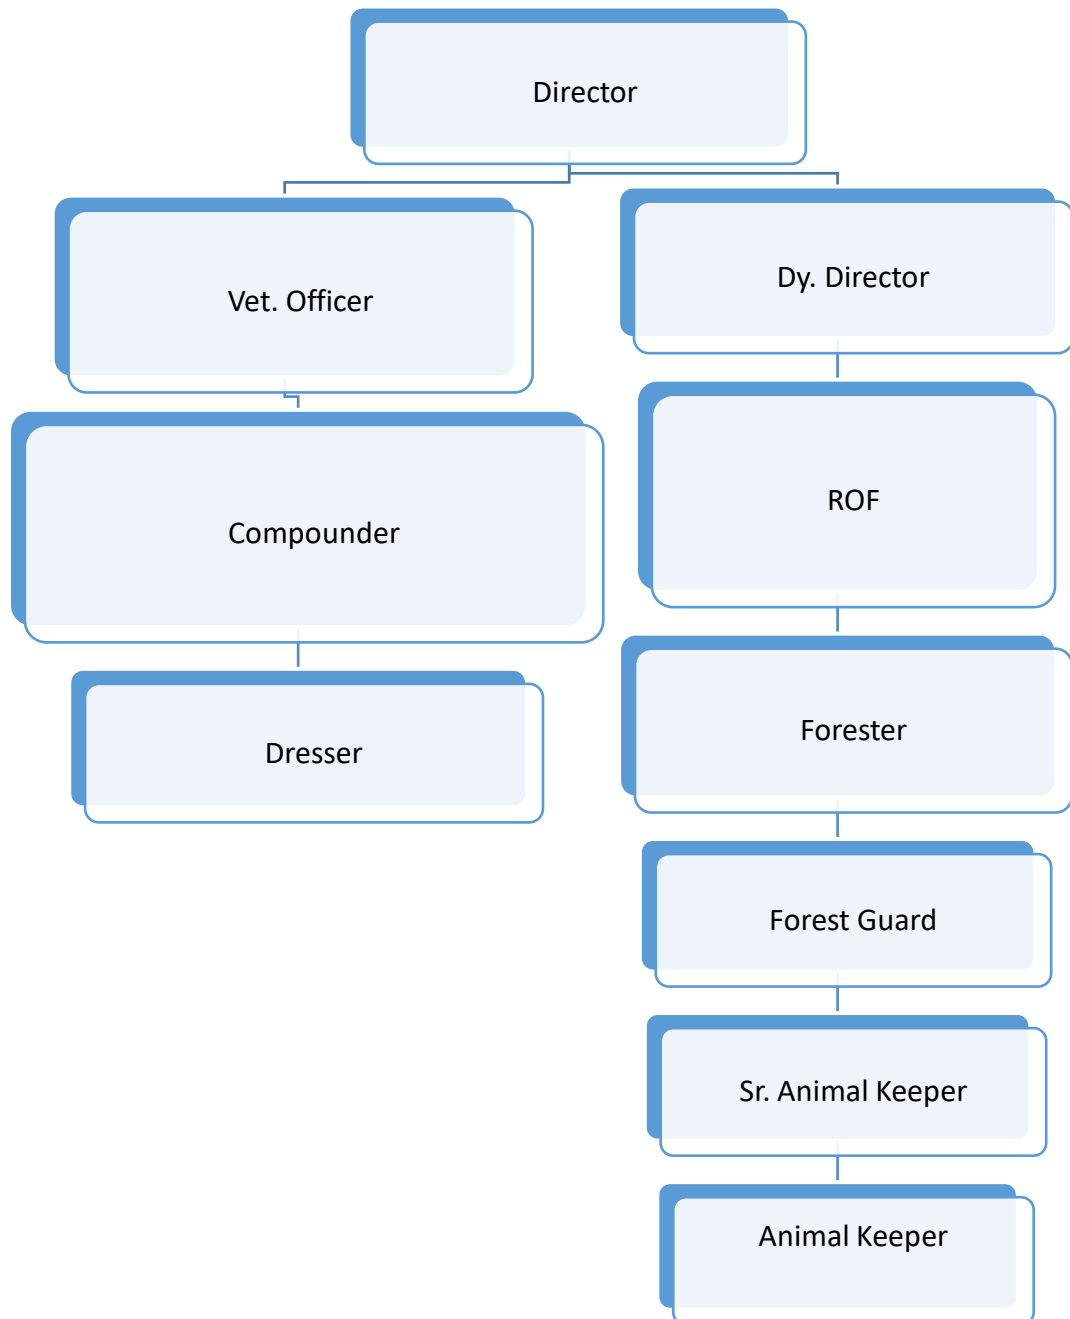 Director
Vet. Officer
Dy. Director
Compounder
ROF
Dresser
Forester
Forest Guard
Sr. Animal Keeper
Animal Keeper